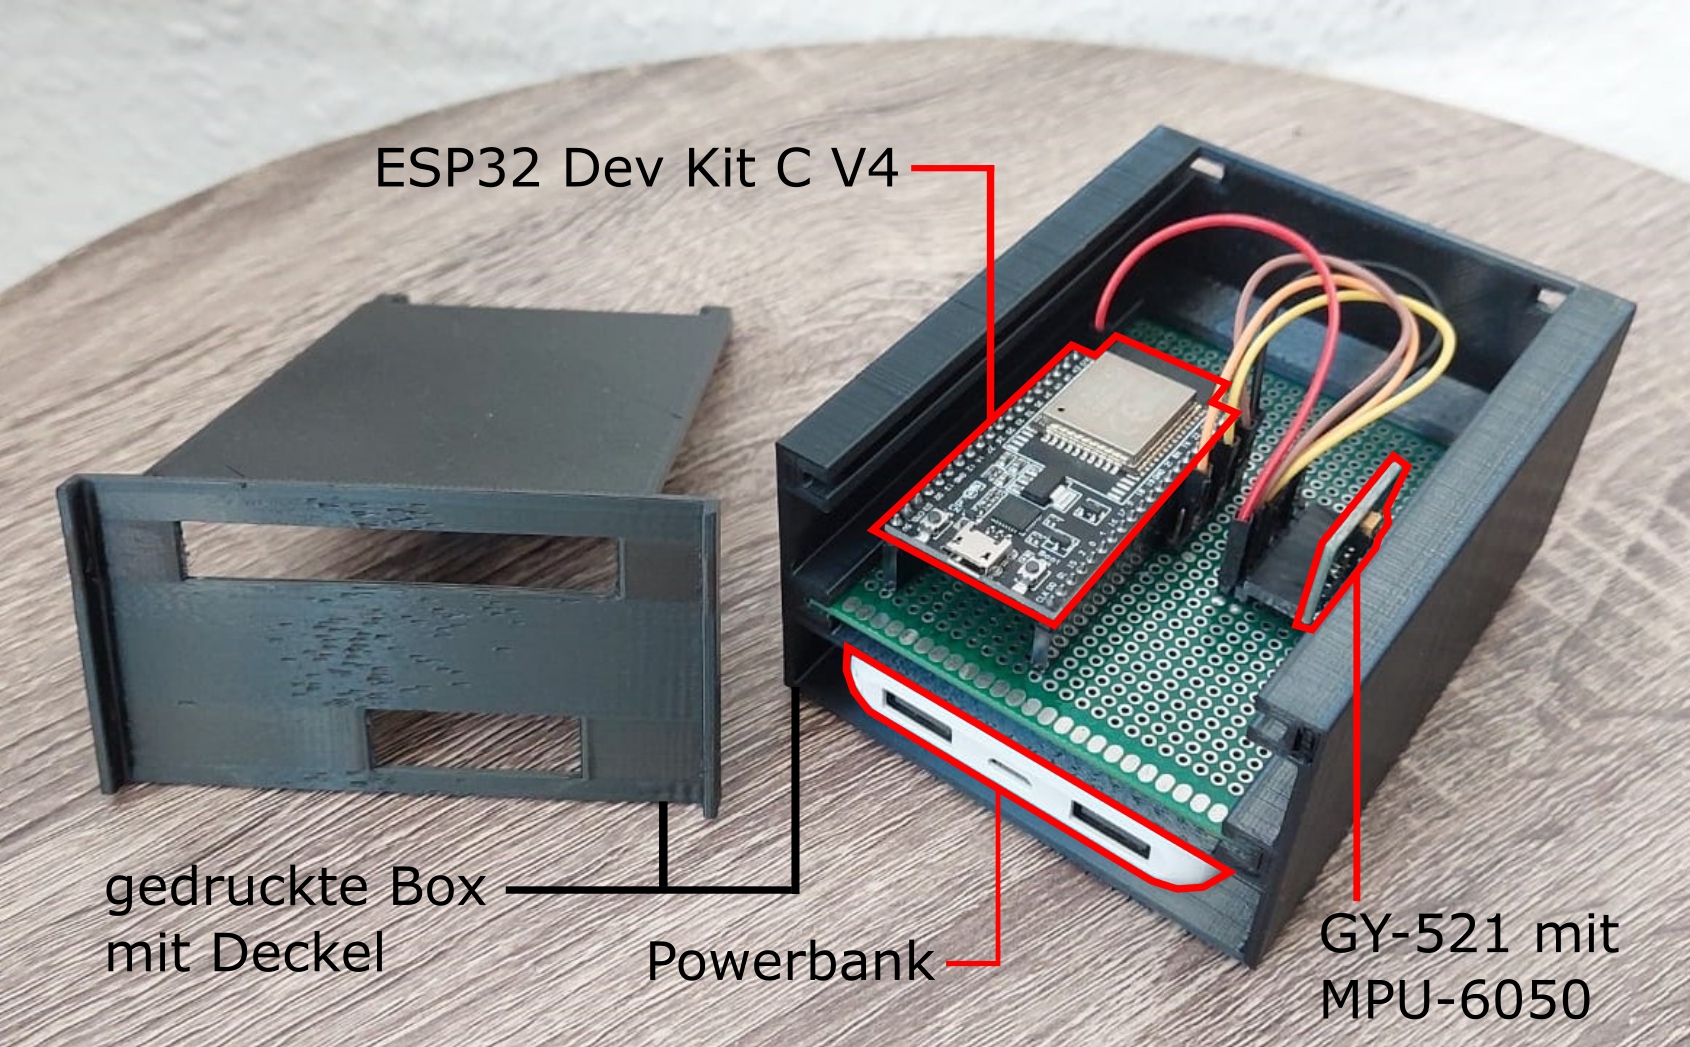 ESP32 Dev Kit C V4
gedruckte Box
mit Deckel
Powerbank
GY-521 mit
MPU-6050